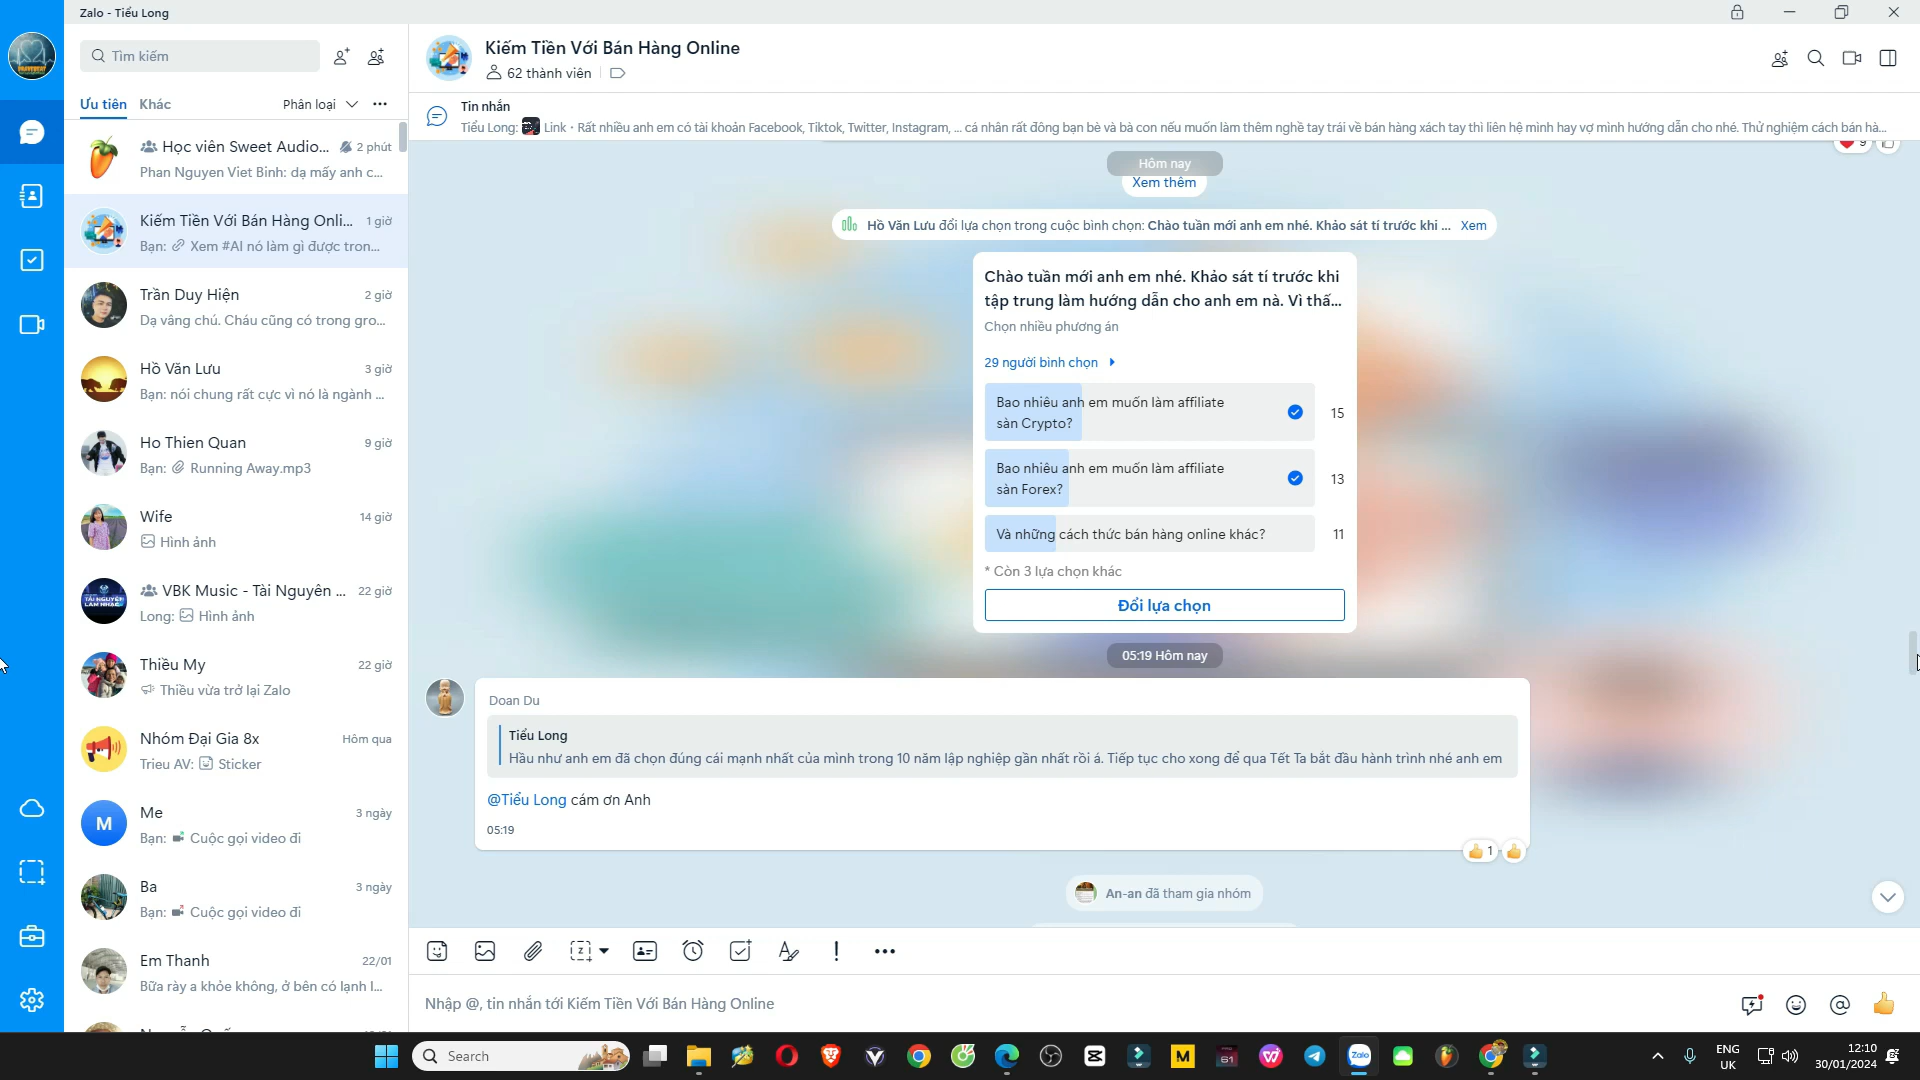 Zalo - Tiểu Long
Tìm kiếm
Ưu tiên
Khác
Phân loại
Học viên Sweet Audio...
2 phút
Phan Nguyen Viet Binh: dạ mấy anh c...
Kiếm Tiền Với Bán Hàng Onli...
1 giờ
Bạn: Xem #AI nó làm gì được tron...
Trần Duy Hiện
2 giờ
Dạ vâng chú. Cháu cũng có trong gro...
Hồ Văn Lưu
3 giờ
Bạn: nói chung rất cực vì nó là ngành ...
Ho Thien Quan
9 giờ
Bạn: Running Away.mp3
Wife
14 giờ
Hình ảnh
VBK Music - Tài Nguyên ...
22 giờ
Long: Hình ảnh
Thiều My
22 giờ
Thiều vừa trở lại Zalo
Nhóm Đại Gia 8x
Hôm qua
Trieu AV: Sticker
M
Me
3 ngày
Bạn: Cuộc gọi video đi
Ba
3 ngày
Bạn: Cuộc gọi video đi
Em Thanh
22/01
Bữa rày a khỏe không, ở bên có lạnh l...
Kiếm Tiền Với Bán Hàng Online
62 thành viên
Tin nhắn
Tiểu Long: Link · Rất nhiều anh em có tài khoản Facebook, Tiktok, Twitter, Instagram, ... cá nhân rất đông bạn bè và bà con nếu muốn làm thêm nghề tay trái về bán hàng xách tay thì liên hệ mình hay vợ mình hướng dẫn cho nhé. Thử nghiệm cách bán hà...
9
Hôm nay
Xem thêm
Hồ Văn Lưu đổi lựa chọn trong cuộc bình chọn: Chào tuần mới anh em nhé. Khảo sát tí trước khi ... Xem
Chào tuần mới anh em nhé. Khảo sát tí trước khi
tập trung làm hướng dẫn cho anh em nà. Vì thấ...
Chọn nhiều phương án
29 người bình chọn
Bao nhiêu anh em muốn làm affiliate
sàn Crypto?
15
Bao nhiêu anh em muốn làm affiliate
sàn Forex?
13
Và những cách thức bán hàng online khác?
11
* Còn 3 lựa chọn khác
Đổi lựa chọn
05:19 Hôm nay
Doan Du
Tiểu Long
Hầu như anh em đã chọn đúng cái mạnh nhất của mình trong 10 năm lập nghiệp gần nhất rồi á. Tiếp tục cho xong để qua Tết Ta bắt đầu hành trình nhé anh em
@Tiểu Long cám ơn Anh
05:19
1
An-an đã tham gia nhóm
Nhập @, tin nhắn tới Kiếm Tiền Với Bán Hàng Online
Search
Zalo
ENG
UK
12:10
30/01/2024